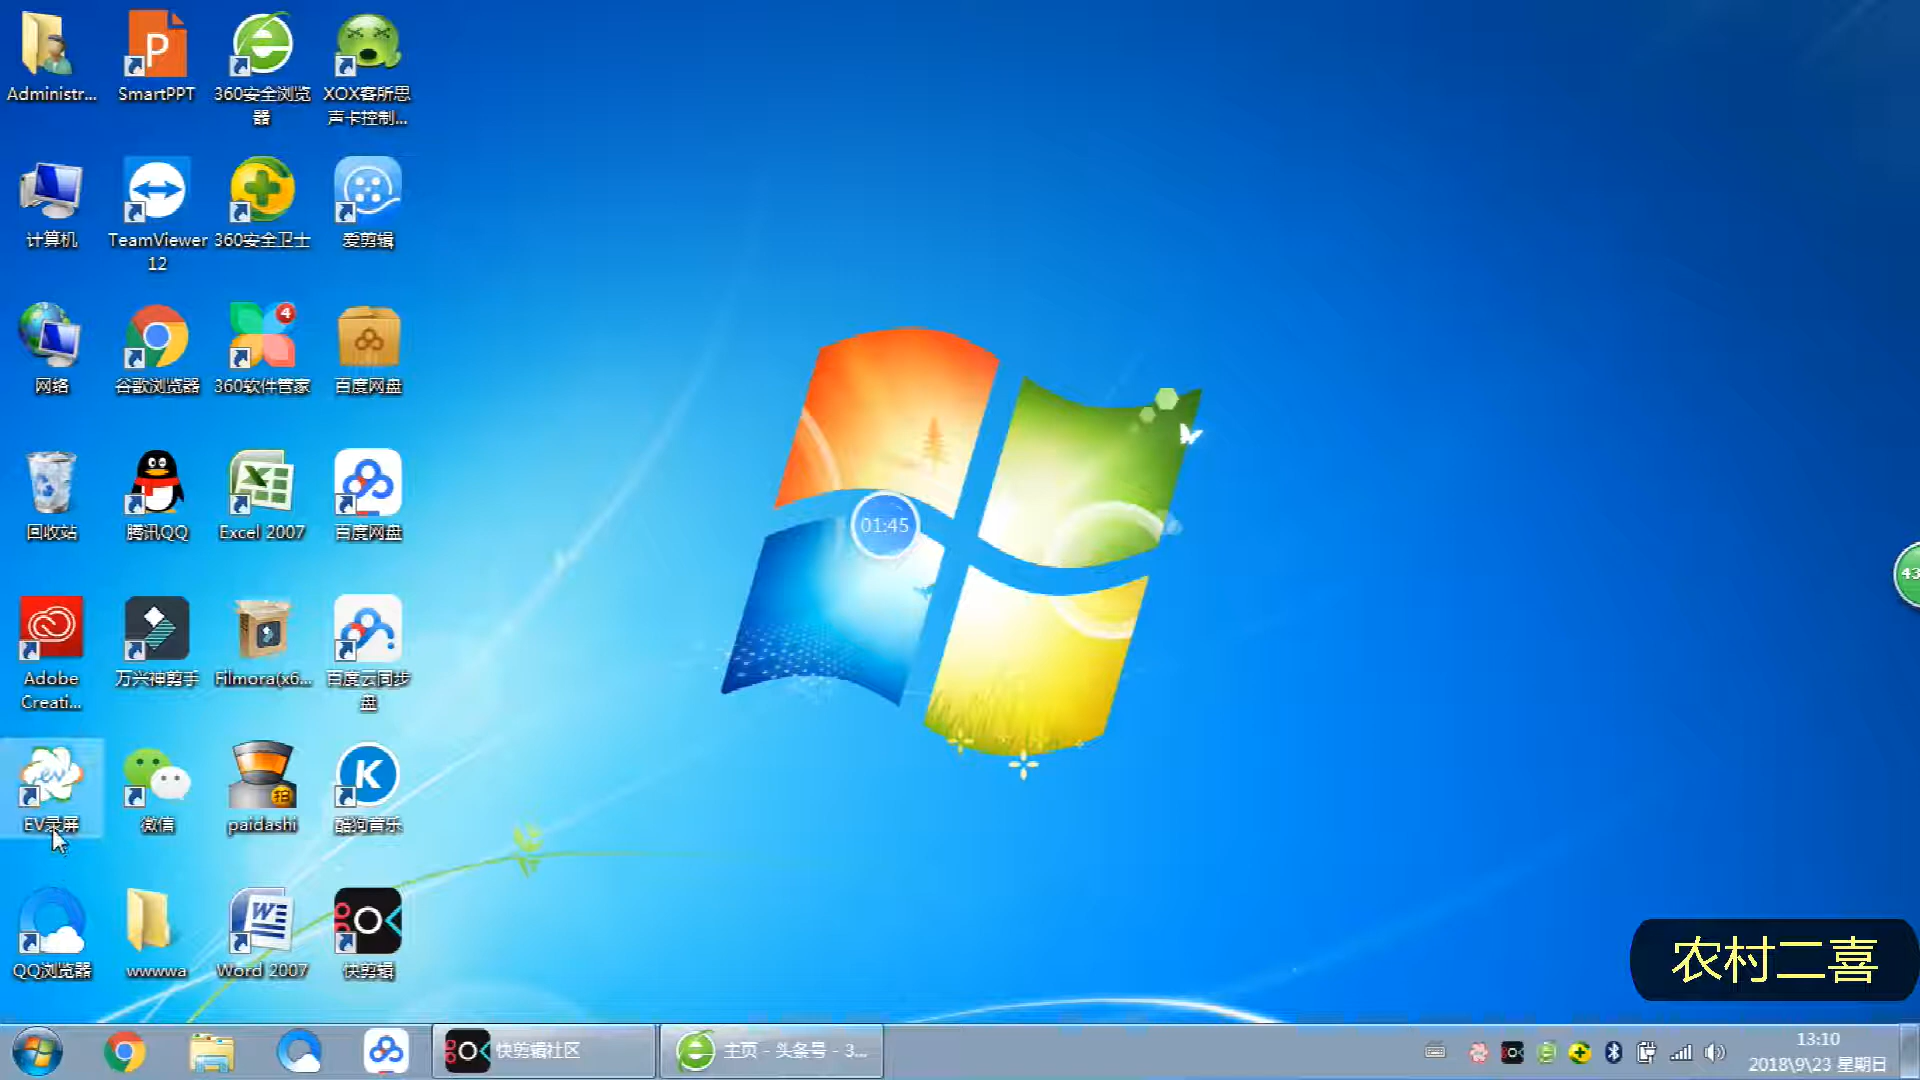 Administr...
SmartPPT
360安全浏览
器
XOX客所思
声卡控制...
计算机
TeamViewer
12
360安全卫士
爱剪辑
网络
谷歌浏览器
4
360软件管家
百度网盘
回收站
腾讯QQ
Excel 2007
百度网盘
Adobe
Creati...
万兴神剪手
Filmora(x6...
百度云同步
盘
EV录屏
微信
paidashi
酷狗音乐
QQ浏览器
wwwwa
Word 2007
快剪辑
01:45
43
农村二喜
快剪辑社区
主页 - 头条号 - 3...
13:10
2018\9\23 星期日